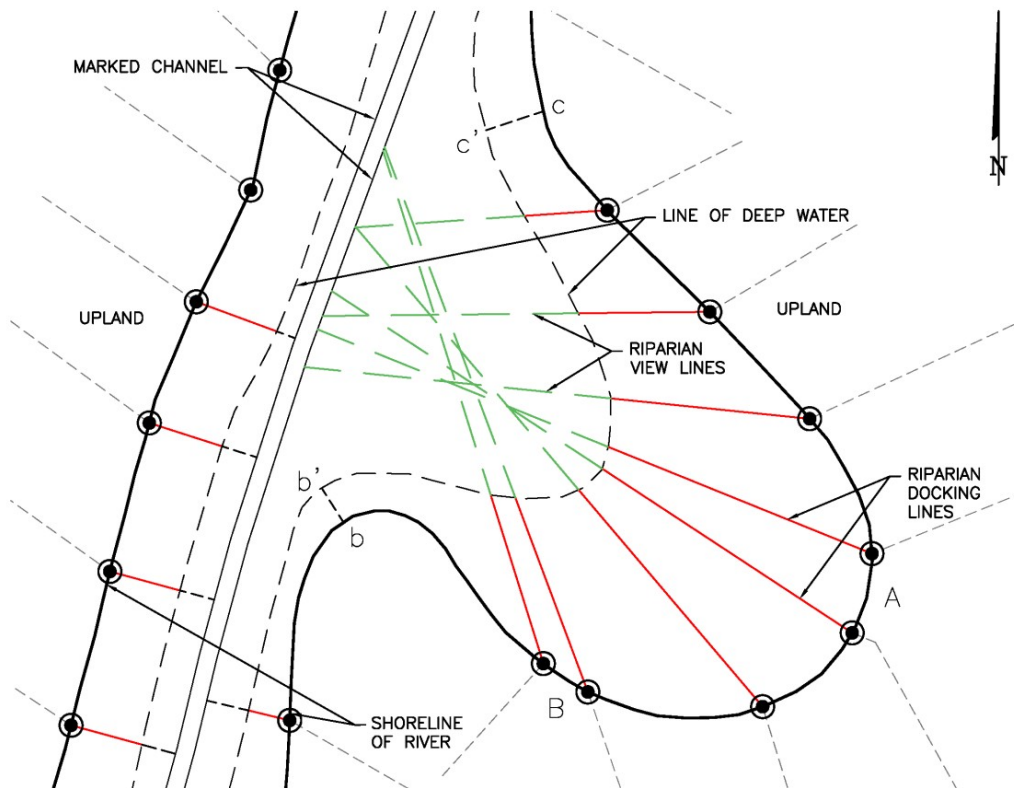 MARKED CHANNEL
c
c'
N
LINE OF DEEP WATER
UPLAND
UPLAND
RIPARIAN
VIEW LINES
b'
b
RIPARIAN
DOCKING
LINES
A
B
SHORELINE
OF RIVER